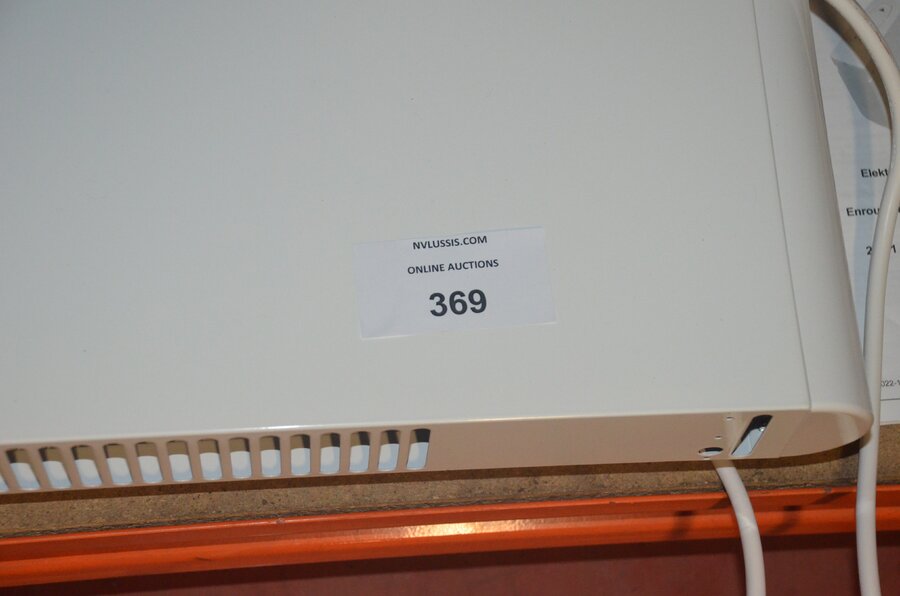 NVLUSSIS.COM
ONLINE AUCTIONS
369
Elekt
Enrou